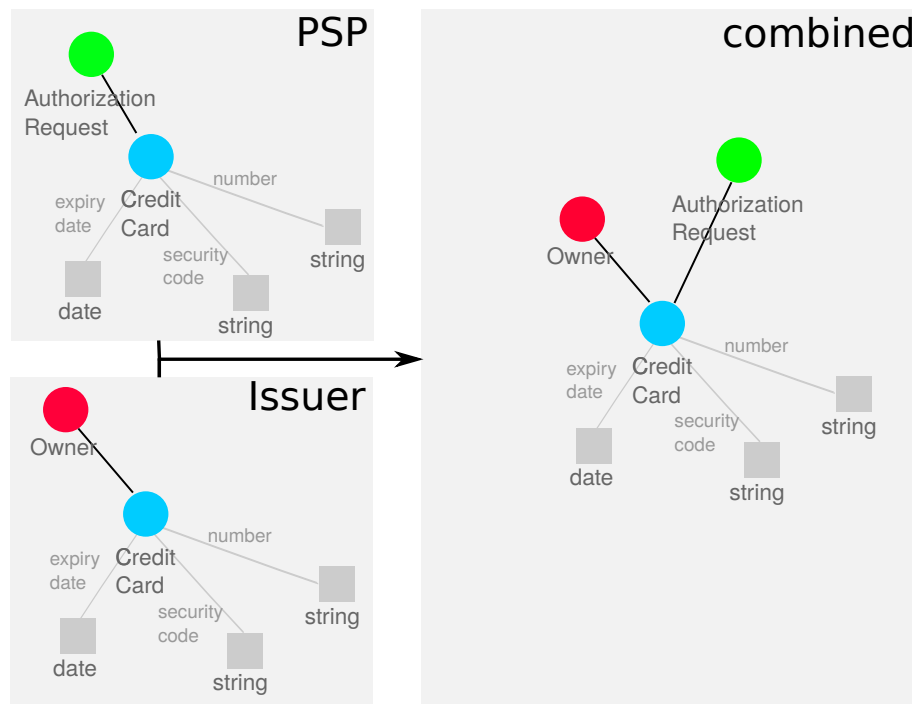 PSP
Authorization
Request
number
expiry
date
Credit
Card
security
code
string
date
string
Issuer
Owner
number
expiry
date
Credit
Card
security
code
string
date
string
combined
Authorization
Request
Owner
number
expiry
date
Credit
Card
security
code
string
date
string